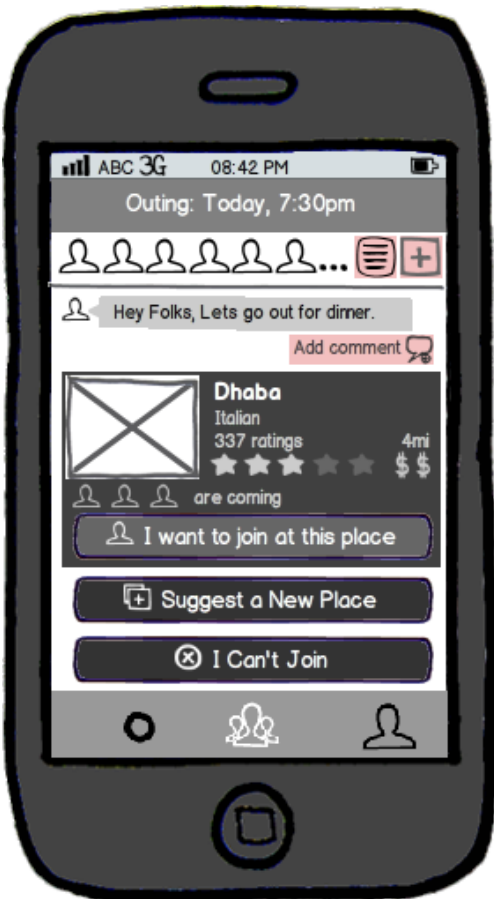 ABC 3G 08:42 PM
Outing: Today, 7:30pm
...
Hey Folks, Lets go out for dinner.
Add comment
Dhaba
Italian
337 ratings 4mi
$ $
are coming
I want to join at this place
Suggest a New Place
I Can't Join